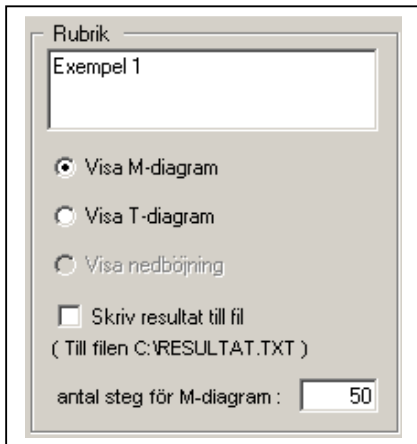 Rubrik
Exempel 1
Visa M-diagram
Visa T-diagram
Visa nedböjning
Skriv resultat till fil
( Till filen C:\RESULTAT.TXT )
antal steg för M-diagram : 50